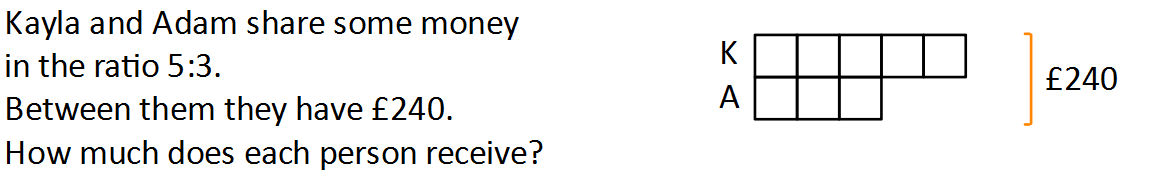 Kayla and Adam share some money
in the ratio 5:3.
Between them they have £240.
How much does each person receive?
K
A
£240